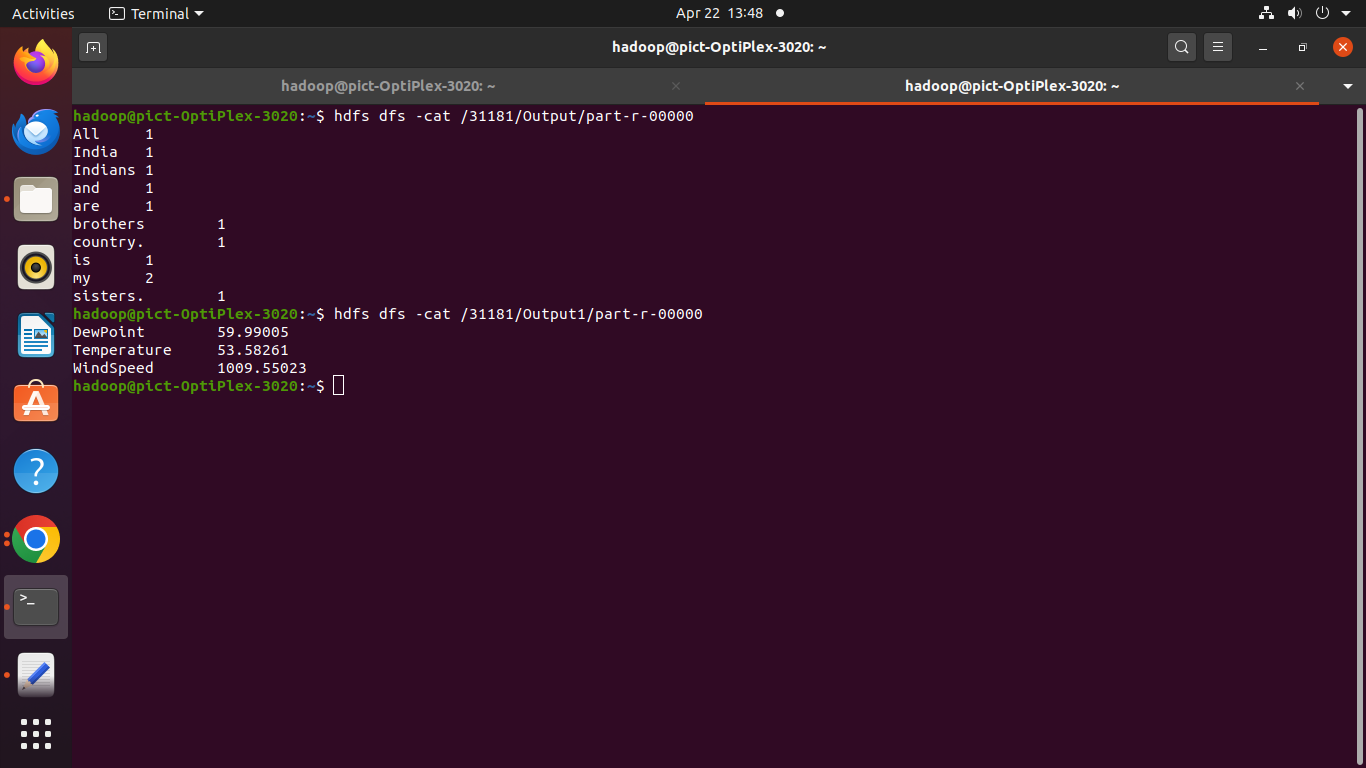 Activities Terminal Apr 22 13:48
hadoop@pict-OptiPlex-3020: ~
hadoop@pict-OptiPlex-3020: ~ hadoop@pict-OptiPlex-3020: ~
hadoop@pict-OptiPlex-3020:~$ hdfs dfs -cat /31181/Output/part-r-00000
All 1
India 1
Indians 1
and 1
are 1
brothers 1
country. 1
is 1
my 2
sisters. 1
hadoop@pict-OptiPlex-3020:~$ hdfs dfs -cat /31181/Output1/part-r-00000
DewPoint 59.99005
Temperature 53.58261
WindSpeed 1009.55023
hadoop@pict-OptiPlex-3020:~$